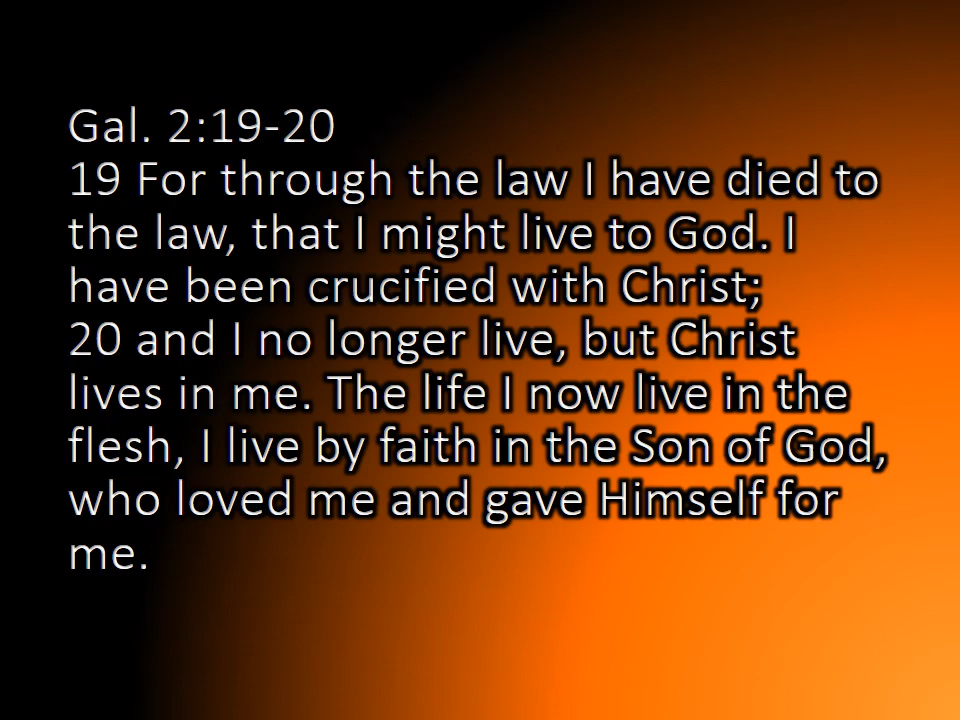 Gal. 2:19-20
19 For through the law I have died to
the law, that I might live to God. I
have been crucified with Christ;
20 and I no longer live, but Christ
lives in me. The life I now live in the
flesh, I live by faith in the Son of God,
who loved me and gave Himself for
me.